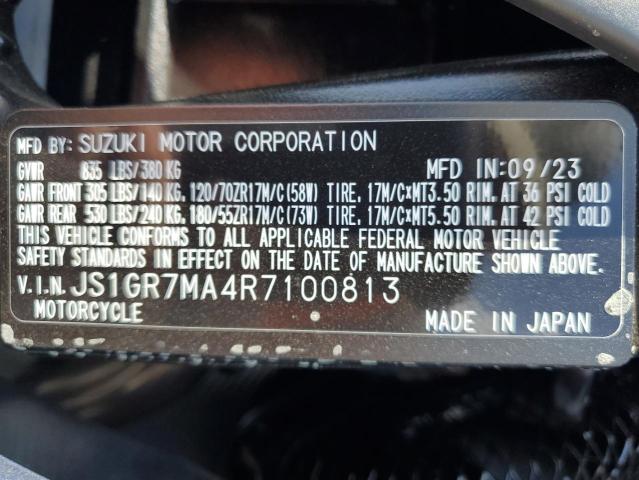 MFD BY: SUZUKI MOTOR CORPORATION
GVWR 835 LBS/380 KG MFD IN:09/23
GAWR FRONT 305 LBS/140 KG, 120/70ZR17M/C(58W) TIRE, 17M/C×MT3.50 RIM, AT 36 PSI COLD
GAWR REAR 530 LBS/240 KG, 180/55ZR17M/C(73W) TIRE, 17M/C×MT5.50 RIM, AT 42 PSI COLD
THIS VEHICLE CONFORMS TO ALL APPLICABLE FEDERAL MOTOR VEHICLE
SAFETY STANDARDS IN EFFECT ON THE DATE OF MANUFACTURE SHOWN ABOVE.
V.I.N. JS1GR7MA4R7100813
MOTORCYCLE MADE IN JAPAN